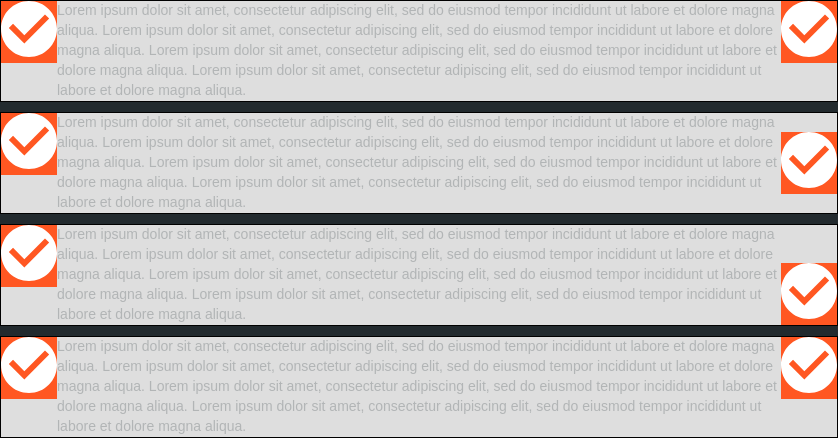 Lorem ipsum dolor sit amet, consectetur adipiscing elit, sed do eiusmod tempor incididunt ut labore et dolore magna
aliqua. Lorem ipsum dolor sit amet, consectetur adipiscing elit, sed do eiusmod tempor incididunt ut labore et dolore
magna aliqua. Lorem ipsum dolor sit amet, consectetur adipiscing elit, sed do eiusmod tempor incididunt ut labore et
dolore magna aliqua. Lorem ipsum dolor sit amet, consectetur adipiscing elit, sed do eiusmod tempor incididunt ut
labore et dolore magna aliqua.
Lorem ipsum dolor sit amet, consectetur adipiscing elit, sed do eiusmod tempor incididunt ut labore et dolore magna
aliqua. Lorem ipsum dolor sit amet, consectetur adipiscing elit, sed do eiusmod tempor incididunt ut labore et dolore
magna aliqua. Lorem ipsum dolor sit amet, consectetur adipiscing elit, sed do eiusmod tempor incididunt ut labore et
dolore magna aliqua. Lorem ipsum dolor sit amet, consectetur adipiscing elit, sed do eiusmod tempor incididunt ut
labore et dolore magna aliqua.
Lorem ipsum dolor sit amet, consectetur adipiscing elit, sed do eiusmod tempor incididunt ut labore et dolore magna
aliqua. Lorem ipsum dolor sit amet, consectetur adipiscing elit, sed do eiusmod tempor incididunt ut labore et dolore
magna aliqua. Lorem ipsum dolor sit amet, consectetur adipiscing elit, sed do eiusmod tempor incididunt ut labore et
dolore magna aliqua. Lorem ipsum dolor sit amet, consectetur adipiscing elit, sed do eiusmod tempor incididunt ut
labore et dolore magna aliqua.
Lorem ipsum dolor sit amet, consectetur adipiscing elit, sed do eiusmod tempor incididunt ut labore et dolore magna
aliqua. Lorem ipsum dolor sit amet, consectetur adipiscing elit, sed do eiusmod tempor incididunt ut labore et dolore
magna aliqua. Lorem ipsum dolor sit amet, consectetur adipiscing elit, sed do eiusmod tempor incididunt ut labore et
dolore magna aliqua. Lorem ipsum dolor sit amet, consectetur adipiscing elit, sed do eiusmod tempor incididunt ut
labore et dolore magna aliqua.